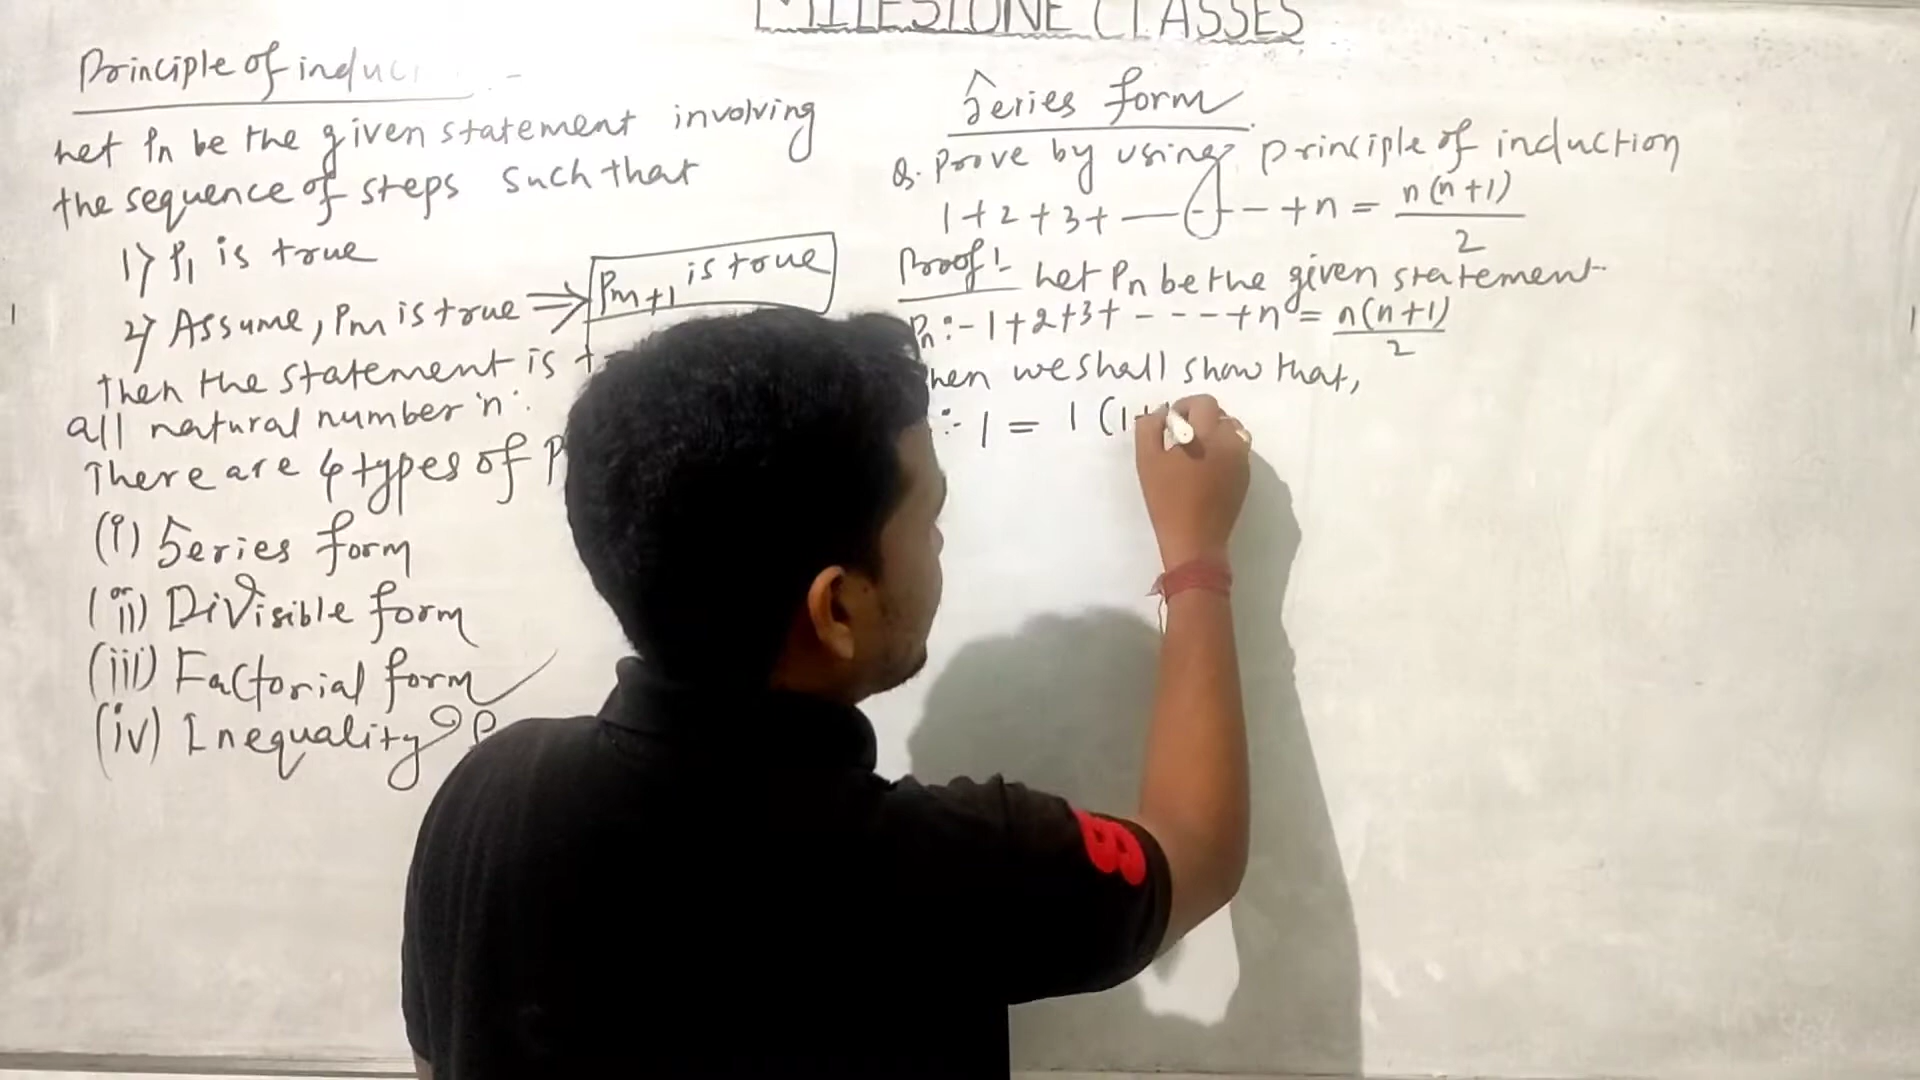 MILESTONE CLASSES
Principle of induc
Let Pn be the given statement involving
the sequence of steps such that
1) P1 is true
2) Assume, Pm is true ⇒ Pm+1 is true
Then the statement is
all natural number 'n'.
There are 4 types of P
(i) Series form
(ii) Divisible form
(iii) Factorial form
(iv) Inequality
Series form
Q. Prove by using principle of induction
1+2+3+ ----- +n = n(n+1)/2
Proof:- Let Pn be the given statement
Pn :- 1+2+3+ ---- +n = n(n+1)/2
hen we shall show that,
:- 1 = 1(1+